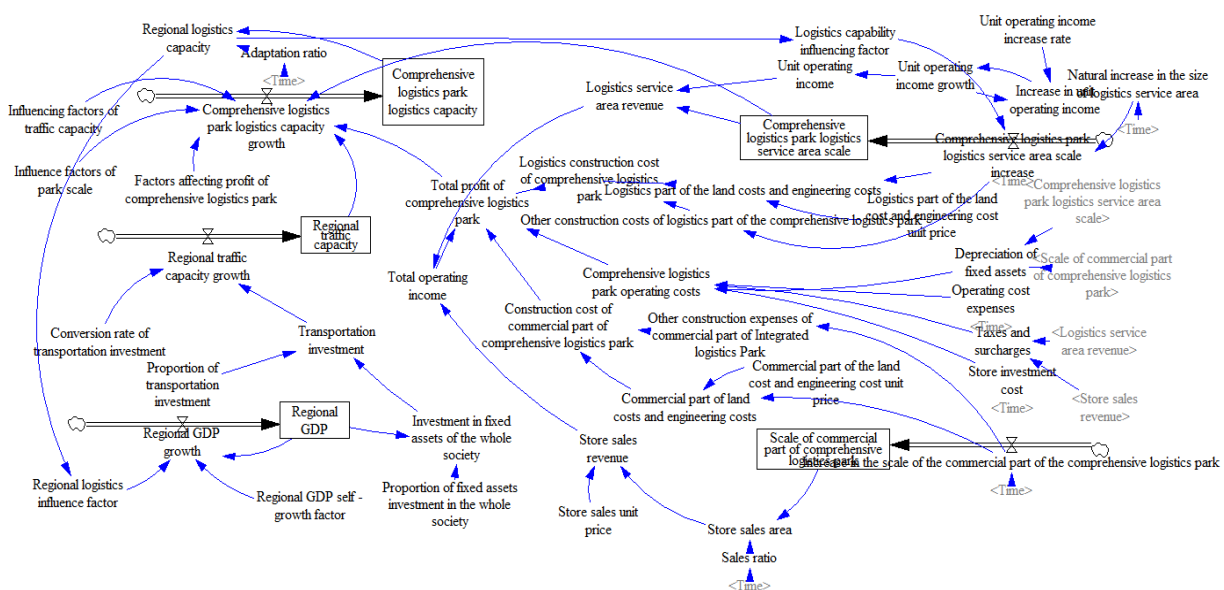 Regional logistics
capacity
Adaptation ratio
<Time>
Comprehensive
logistics park
logistics capacity
Influencing factors of
traffic capacity
Comprehensive logistics
park logistics capacity
growth
Influence factors of
park scale
Factors affecting profit of
comprehensive logistics park
Regional
traffic
capacity
Regional traffic
capacity growth
Conversion rate of
transportation investment
Transportation
investment
Proportion of
transportation
investment
Regional
GDP
Regional GDP
growth
Investment in fixed
assets of the whole
society
Regional logistics
influence factor
Regional GDP self -
growth factor
Proportion of fixed assets
investment in the whole
society
Logistics capability
influencing factor
Unit operating income
increase rate
Logistics service
area revenue
Unit operating
income
Unit operating
income growth
Increase in unit
operating income
Natural increase in the size
of logistics service area
<Time>
Comprehensive
logistics park logistics
service area scale
Comprehensive logistics park
logistics service area scale
increase
<Time>
Logistics construction cost
of comprehensive logistics
park
Logistics part of the land costs and engineering costs
Logistics part of the land
cost and engineering cost
unit price
<Comprehensive logistics
park logistics service area
scale>
Total profit of
comprehensive logistics
park
Other construction costs of logistics part of the comprehensive logistics park
Total operating
income
Comprehensive logistics
park operating costs
Depreciation of
fixed assets
<Scale of commercial part
of comprehensive logistics
park>
Operating cost
expenses
<Time>
Construction cost of
commercial part of
comprehensive logistics park
Other construction expenses of
commercial part of Integrated
logistics Park
Taxes and
surcharges
<Logistics service
area revenue>
Store investment
cost
<Time>
<Store sales
revenue>
Commercial part of the land
cost and engineering cost unit
price
Commercial part of land
costs and engineering costs
Store sales
revenue
Scale of commercial
part of comprehensive
logistics park
Increase in the scale of the commercial part of the comprehensive logistics park
<Time>
Store sales unit
price
Store sales area
Sales ratio
<Time>